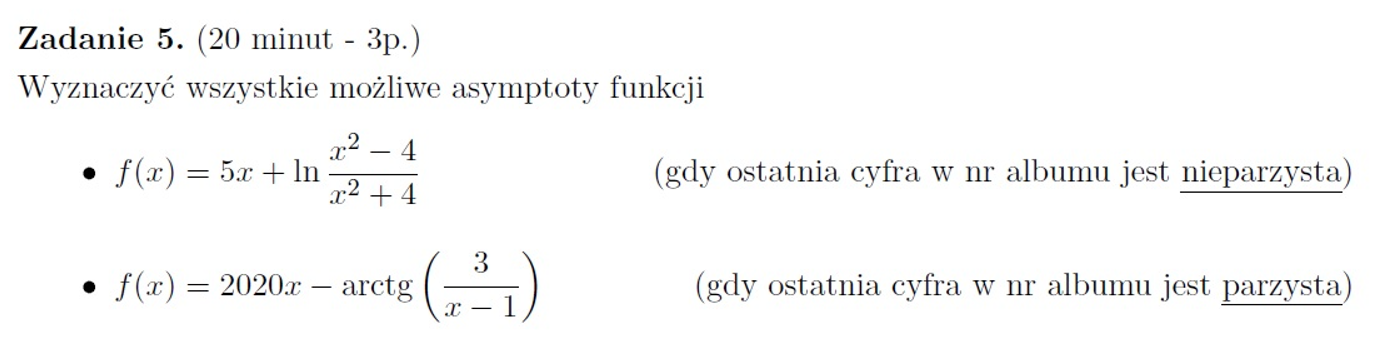 Zadanie 5. (20 minut - 3p.)
Wyznaczyć wszystkie możliwe asymptoty funkcji
• f(x) = 5x + ln \frac{x^2 - 4}{x^2 + 4} (gdy ostatnia cyfra w nr albumu jest nieparzysta)
• f(x) = 2020x − arctg \left( \frac{3}{x - 1} \right) (gdy ostatnia cyfra w nr albumu jest parzysta)